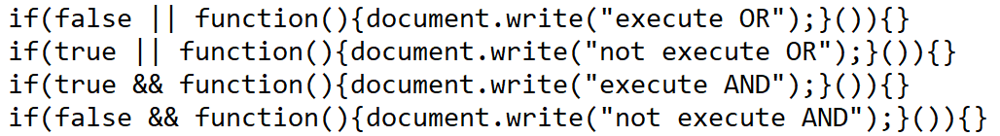 if(false || function(){document.write("execute OR");}()){}
if(true || function(){document.write("not execute OR");}()){}
if(true && function(){document.write("execute AND");}()){}
if(false && function(){document.write("not execute AND");}()){}